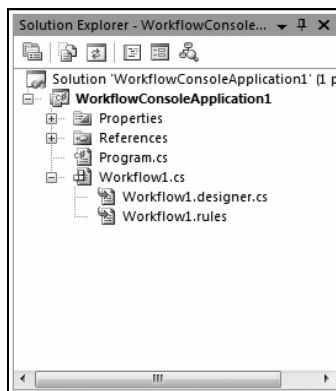 Solution Explorer - WorkflowConsole...
Solution 'WorkflowConsoleApplication1' (1 p
WorkflowConsoleApplication1
Properties
References
Program.cs
Workflow1.cs
Workflow1.designer.cs
Workflow1.rules